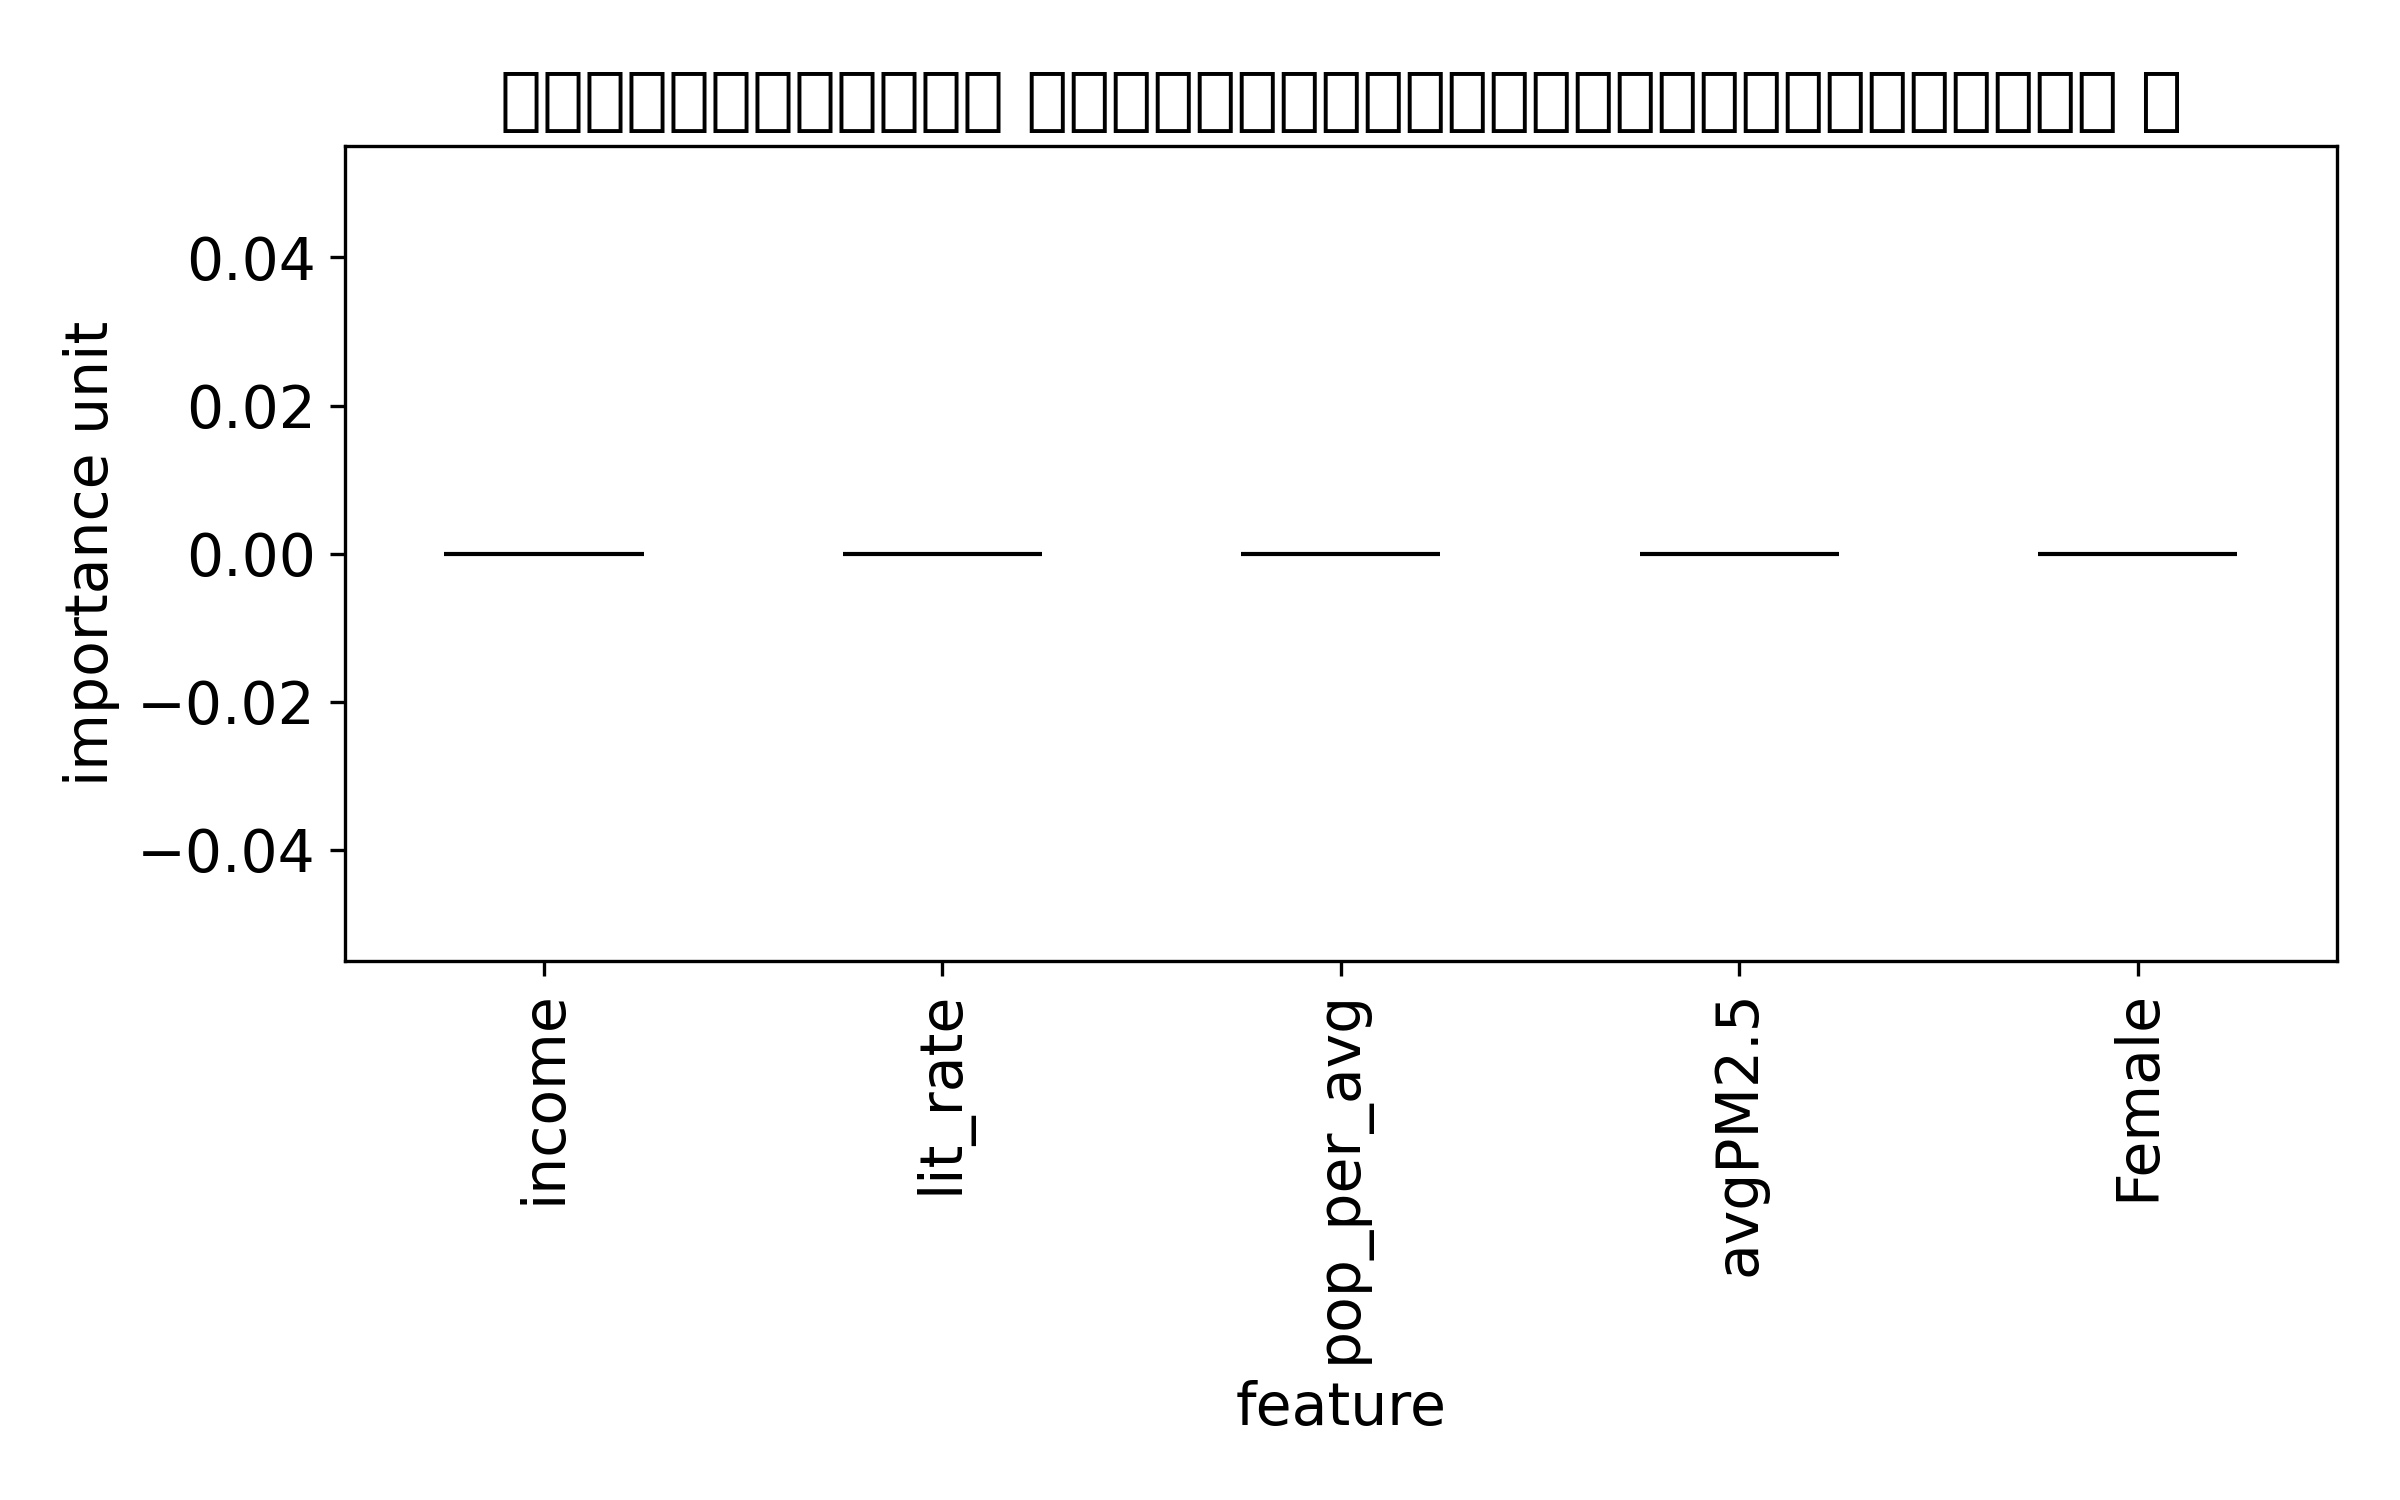 0.04
0.02
0.00
−0.02
−0.04
importance unit
income
lit_rate
pop_per_avg
avgPM2.5
Female
feature